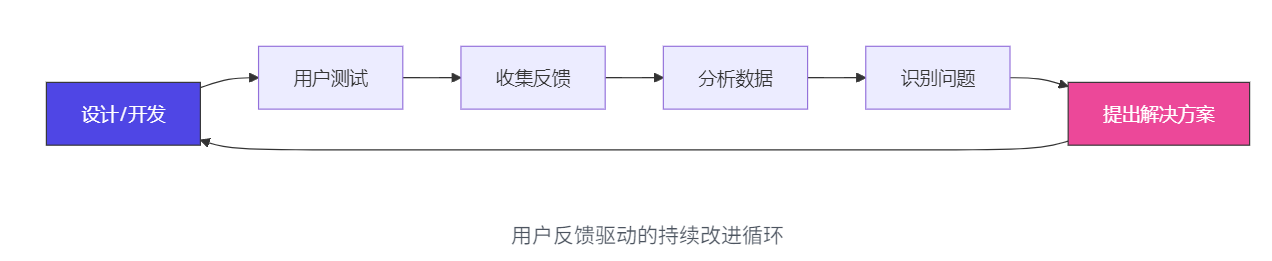 设计/开发
用户测试
收集反馈
分析数据
识别问题
提出解决方案
用户反馈驱动的持续改进循环